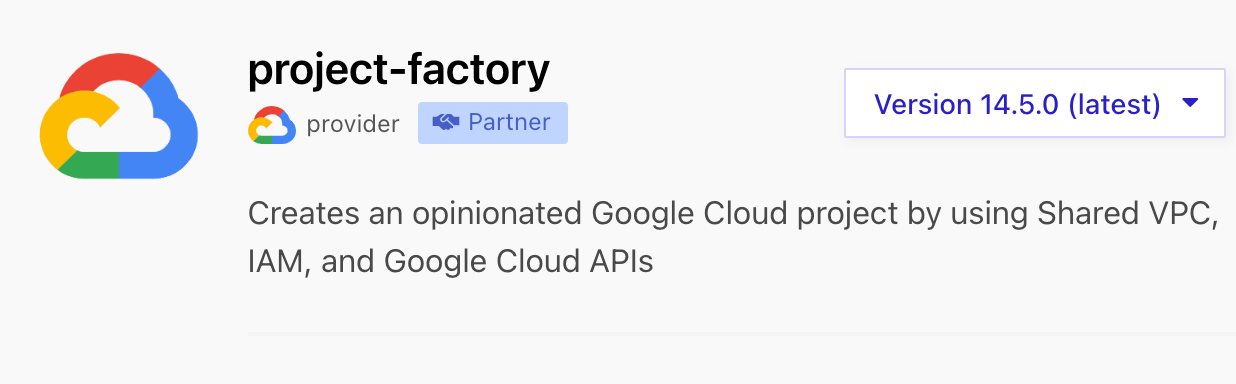 project-factory
provider
Partner
Version 14.5.0 (latest)
Creates an opinionated Google Cloud project by using Shared VPC,
IAM, and Google Cloud APIs